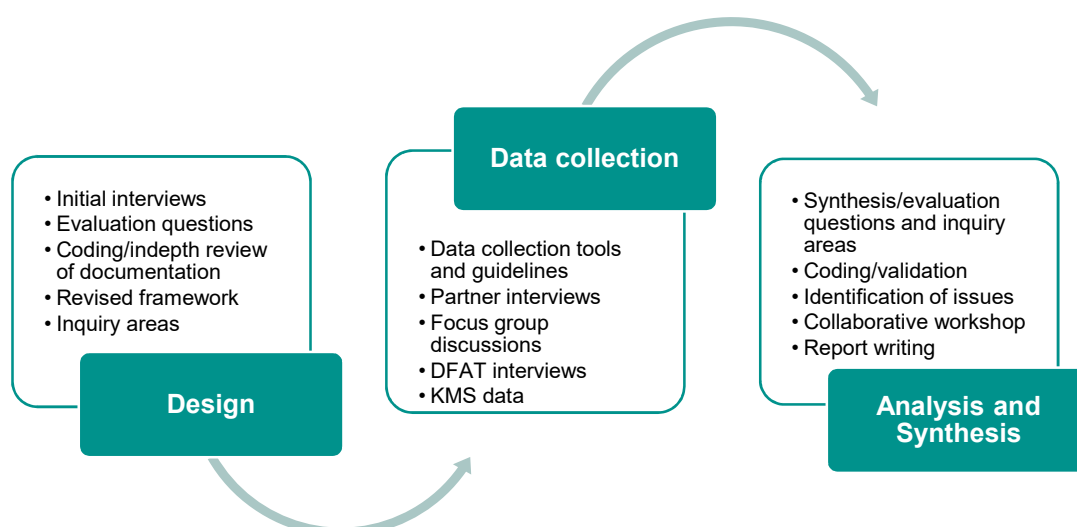 • Initial interviews
• Evaluation questions
• Coding/indepth review
of documentation
• Revised framework
• Inquiry areas
Design
Data collection
• Data collection tools
and guidelines
• Partner interviews
• Focus group
discussions
• DFAT interviews
• KMS data
• Synthesis/evaluation
questions and inquiry
areas
• Coding/validation
• Identification of issues
• Collaborative workshop
• Report writing
Analysis and
Synthesis